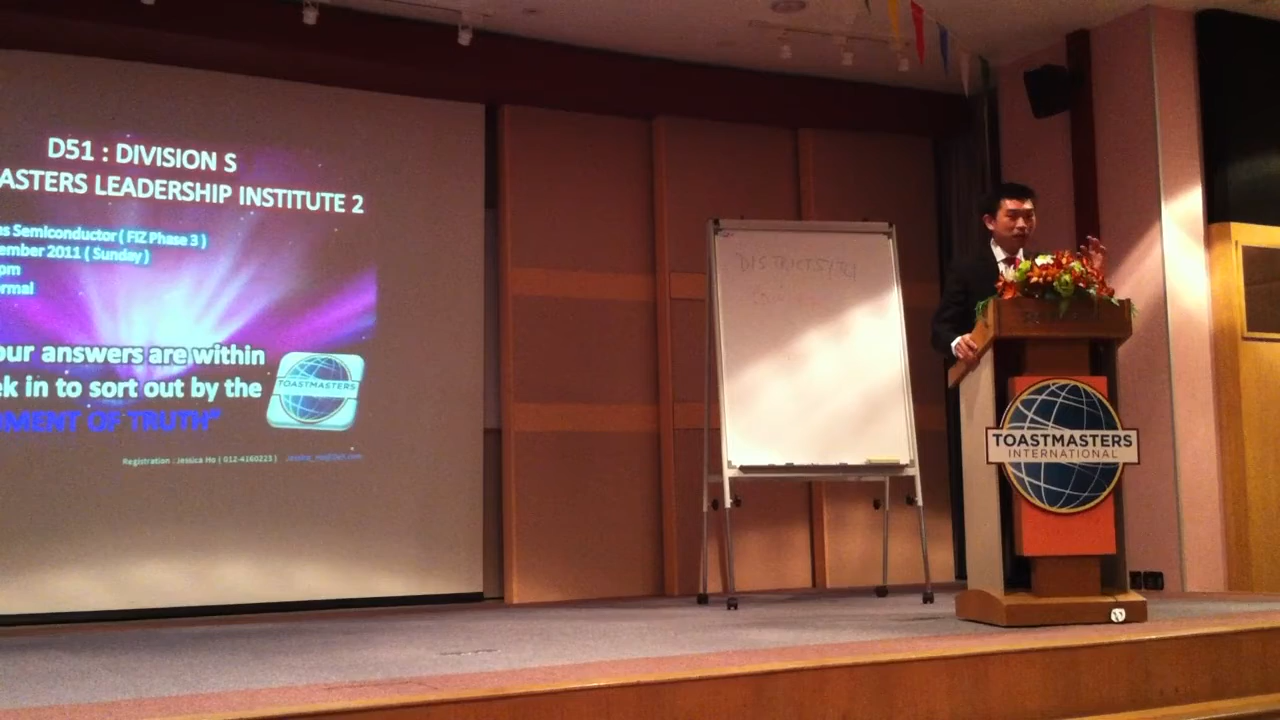 D51 : DIVISION S
ASTERS LEADERSHIP INSTITUTE 2
ns Semiconductor ( FIZ Phase 3 )
ember 2011 ( Sunday )
pm
ormal
our answers are within
ek in to sort out by the
MENT OF TRUTH"
TOASTMASTERS
Registration : Jessica Ho ( 012-4160223 )
TOASTMASTERS
INTERNATIONAL